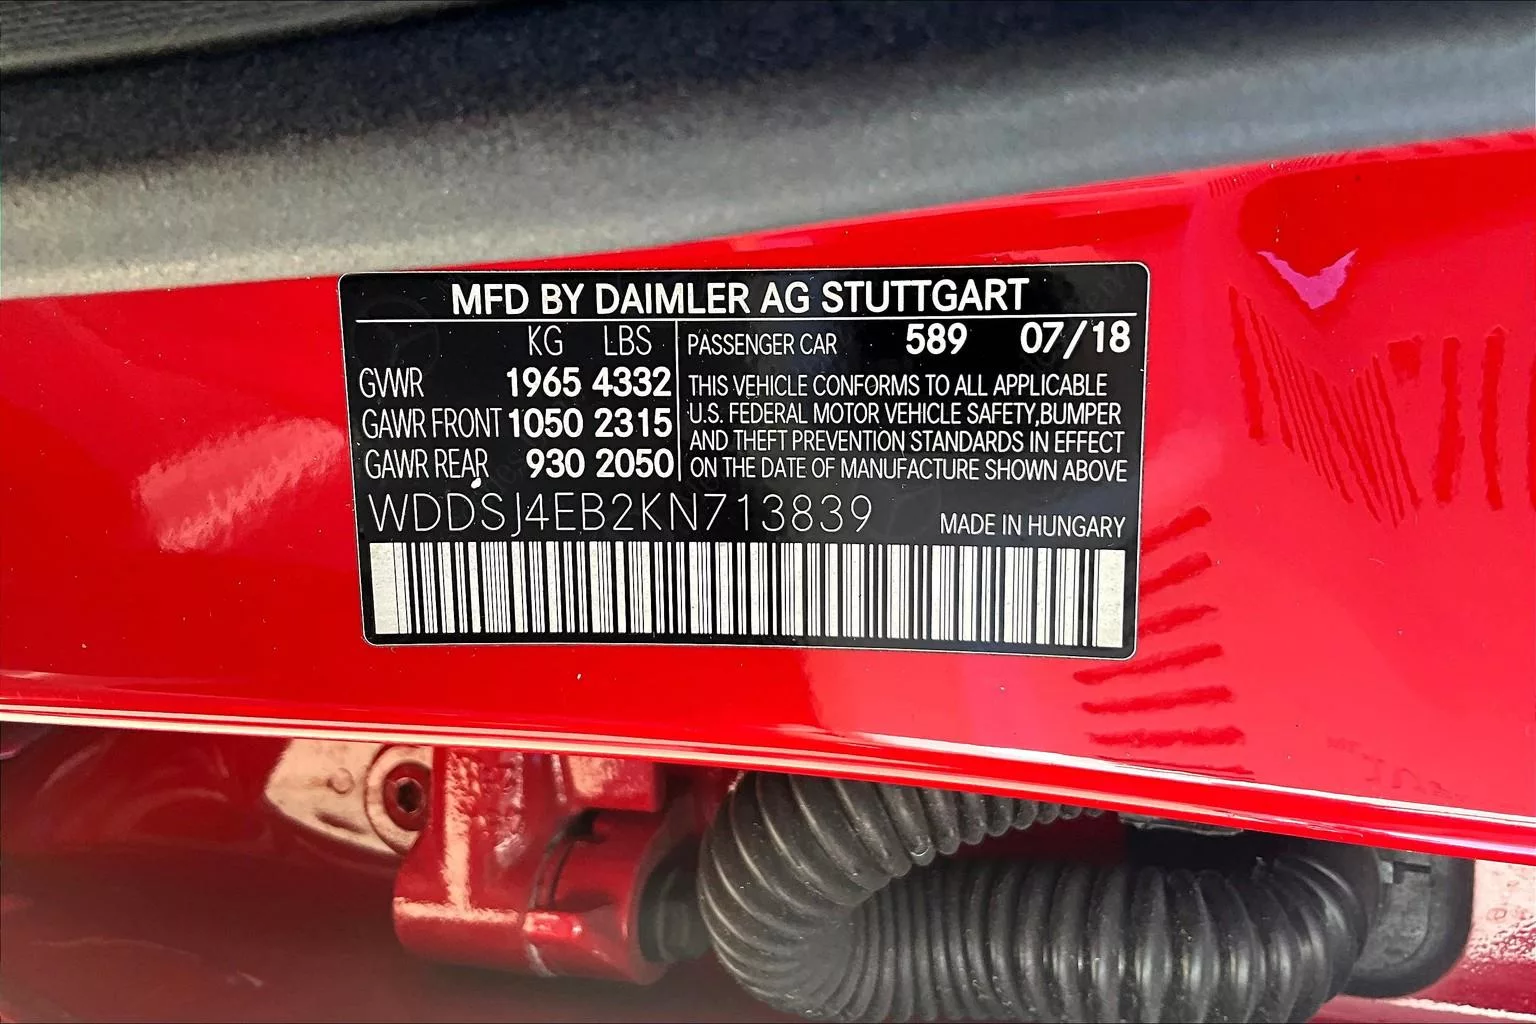 MFD BY DAIMLER AG STUTTGART
KG LBS
GVWR 1965 4332
GAWR FRONT 1050 2315
GAWR REAR 930 2050
PASSENGER CAR 589 07/18
THIS VEHICLE CONFORMS TO ALL APPLICABLE
U.S. FEDERAL MOTOR VEHICLE SAFETY,BUMPER
AND THEFT PREVENTION STANDARDS IN EFFECT
ON THE DATE OF MANUFACTURE SHOWN ABOVE
WDDSJ4EB2KN713839
MADE IN HUNGARY